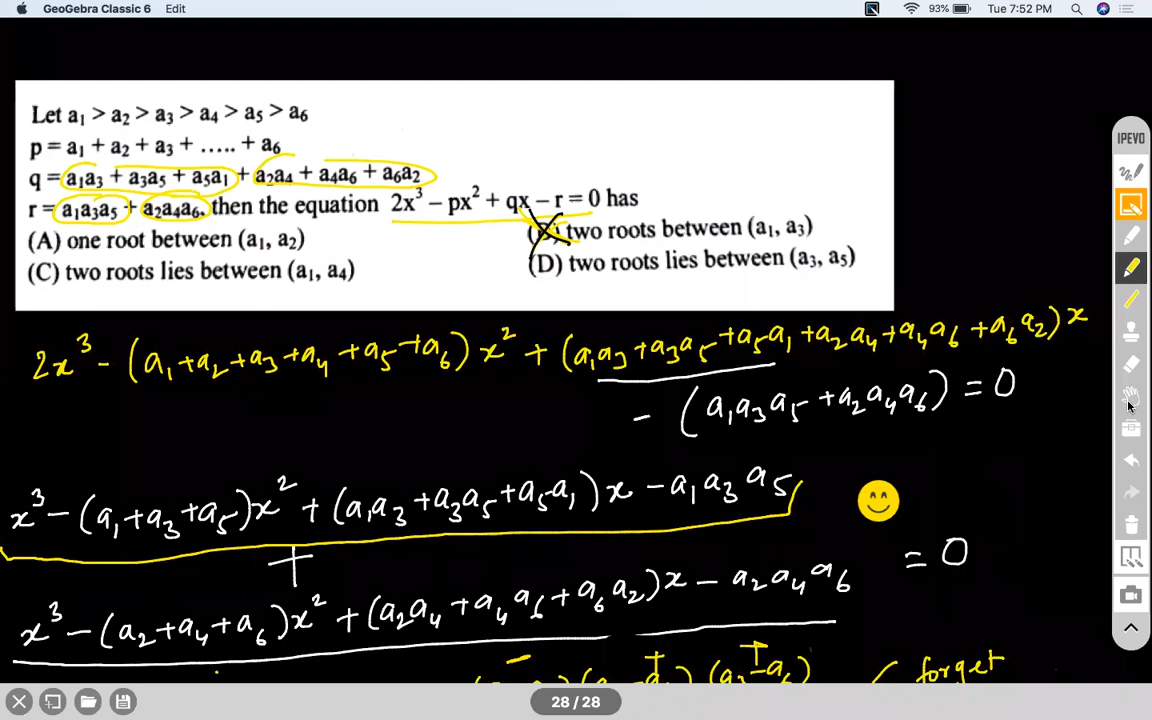 GeoGebra Classic 6 Edit 93% Tue 7:52 PM
Let a₁ > a₂ > a₃ > a₄ > a₅ > a₆
p = a₁ + a₂ + a₃ + ..... + a₆
q = a₁a₃ + a₃a₅ + a₅a₁ + a₂a₄ + a₄a₆ + a₆a₂
r = a₁a₃a₅ + a₂a₄a₆. then the equation 2x³ − px² + qx − r = 0 has
(A) one root between (a₁, a₂)
(B) two roots between (a₁, a₃)
(C) two roots lies between (a₁, a₄)
(D) two roots lies between (a₃, a₅)
IPEVO
2x³ − (a₁+a₂+a₃+a₄+a₅+a₆)x² + (a₁a₃+a₃a₅+a₅a₁+a₂a₄+a₄a₆+a₆a₂)x
− (a₁a₃a₅ + a₂a₄a₆) = 0
x³ − (a₁+a₃+a₅)x² + (a₁a₃+a₃a₅+a₅a₁)x − a₁a₃a₅
+
= 0
x³ − (a₂+a₄+a₆)x² + (a₂a₄+a₄a₆+a₆a₂)x − a₂a₄a₆
forget
28 / 28